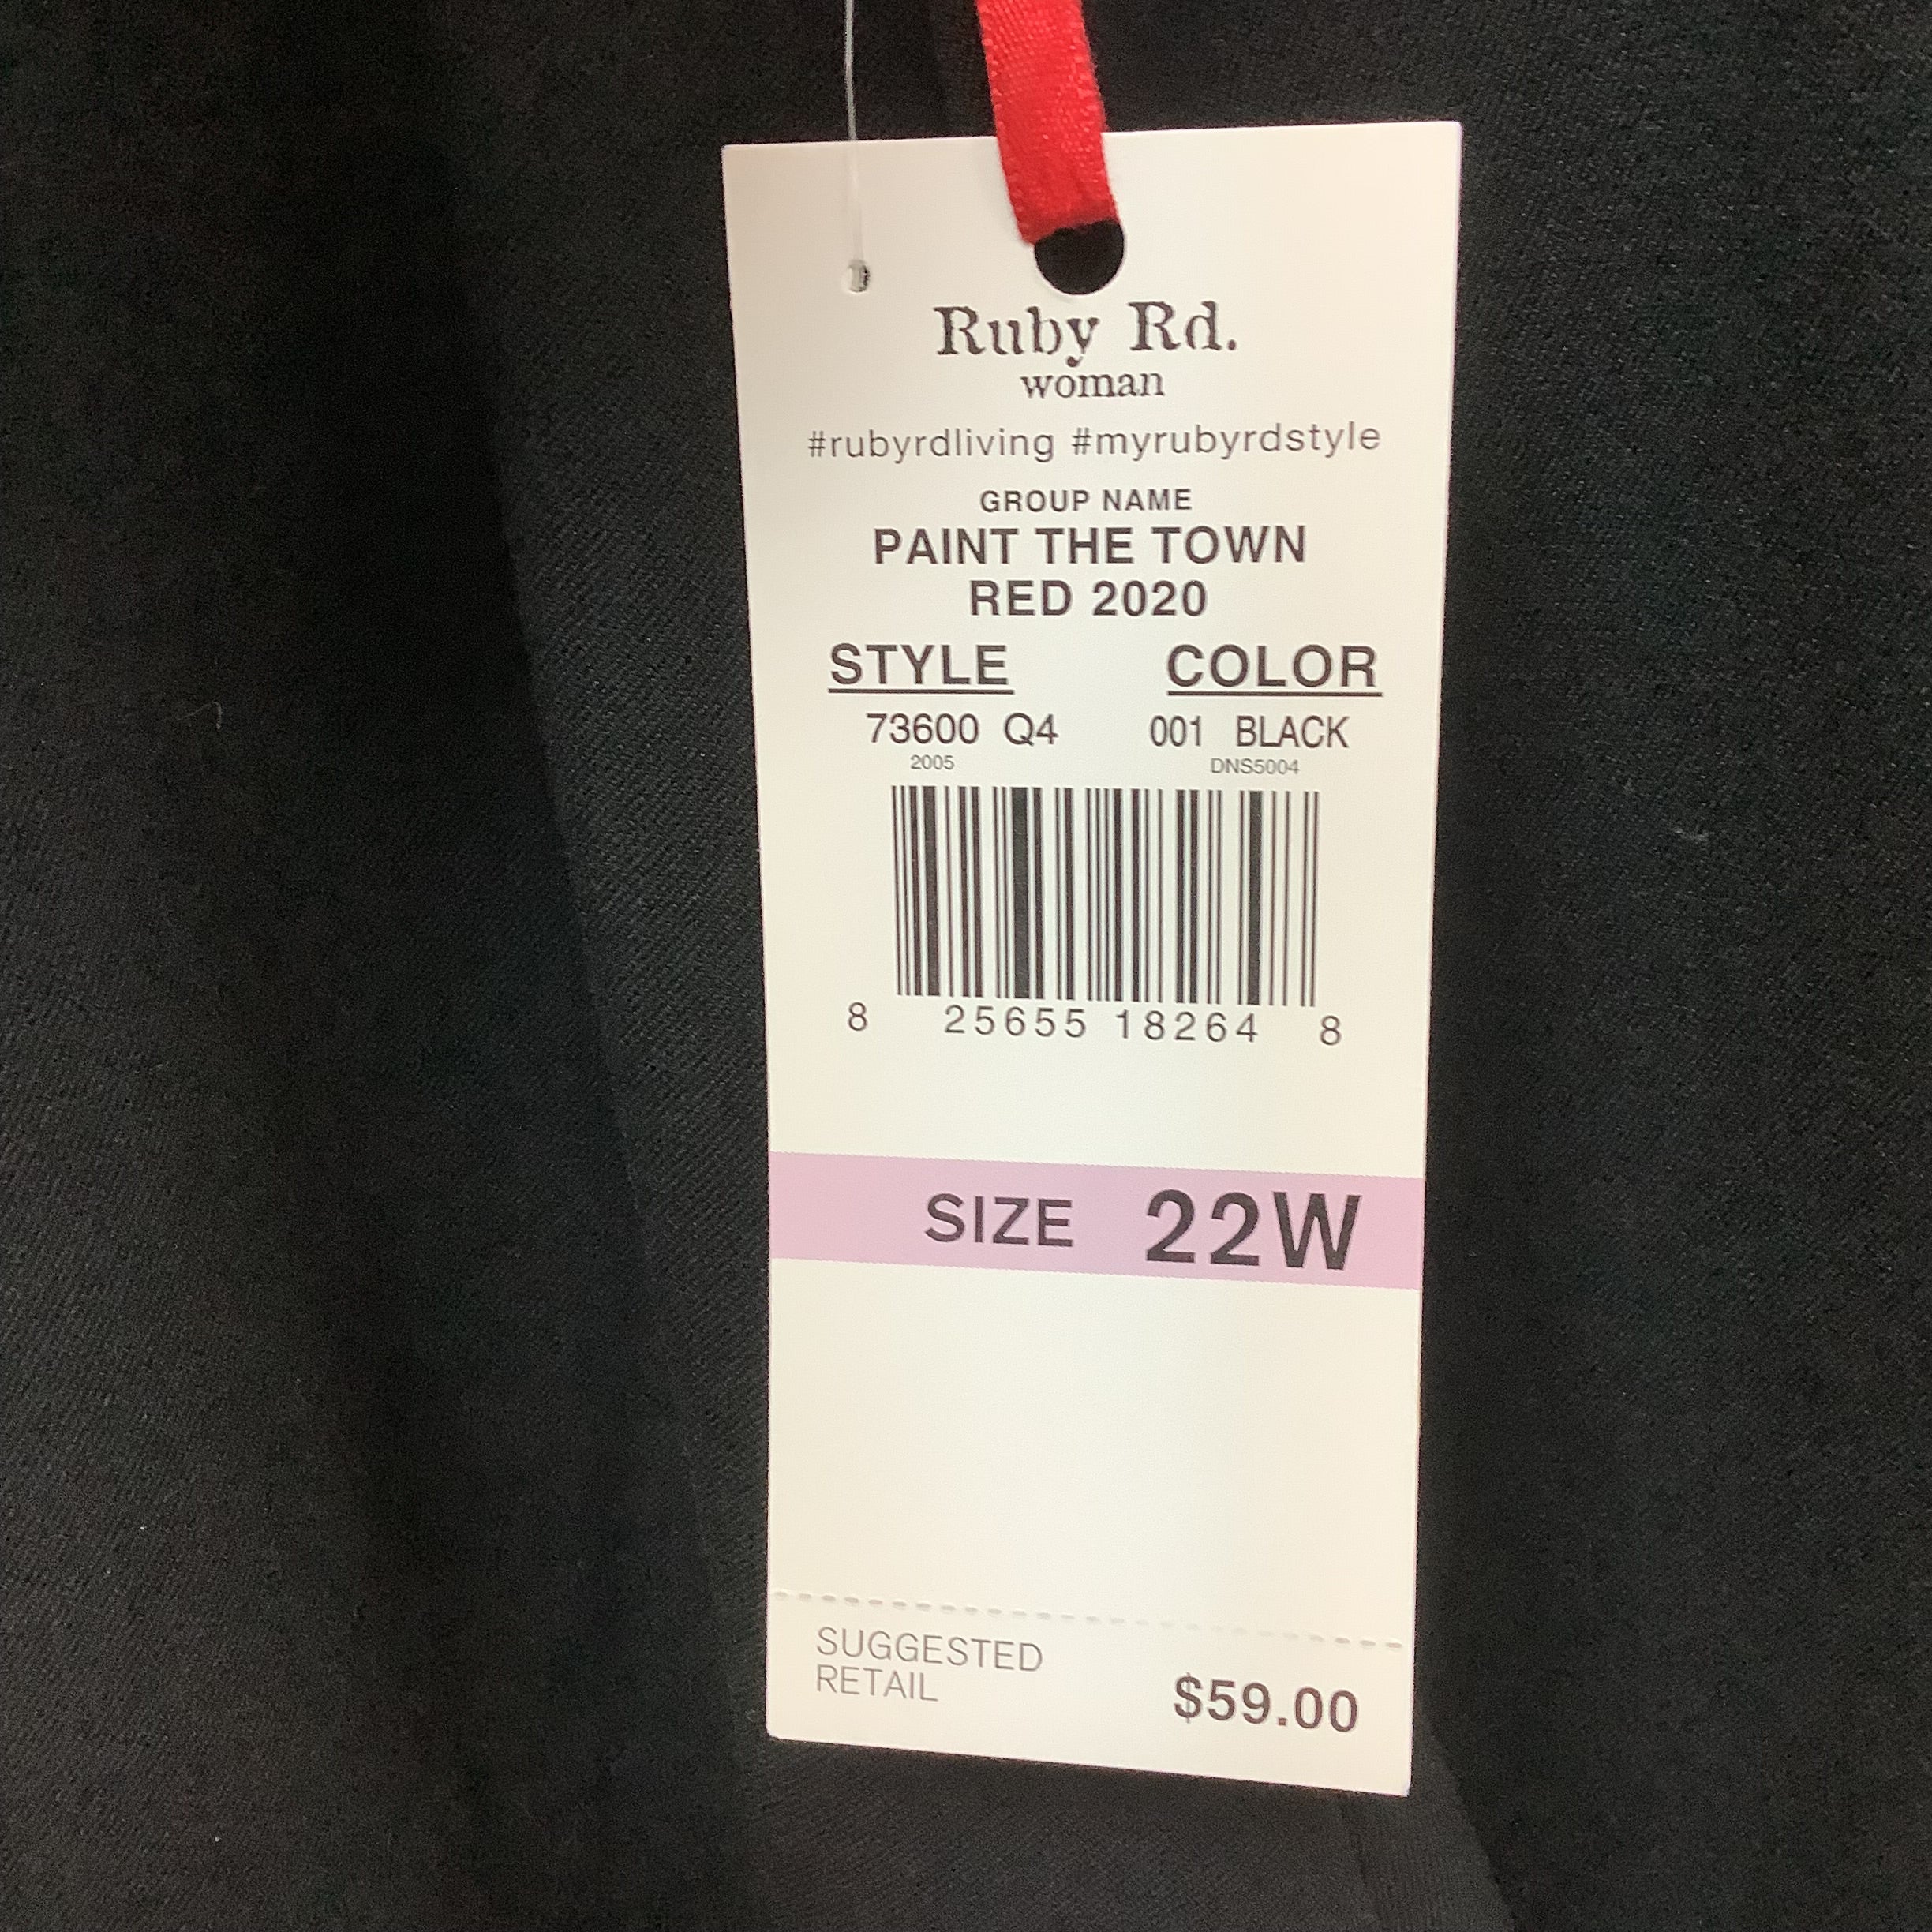 Ruby Rd.
woman
#rubyrdliving #myrubyrdstyle
GROUP NAME
PAINT THE TOWN
RED 2020
STYLE COLOR
73600 Q4 001 BLACK
2005 DNS5004
8 25655 18264 8
SIZE 22W
SUGGESTED
RETAIL $59.00